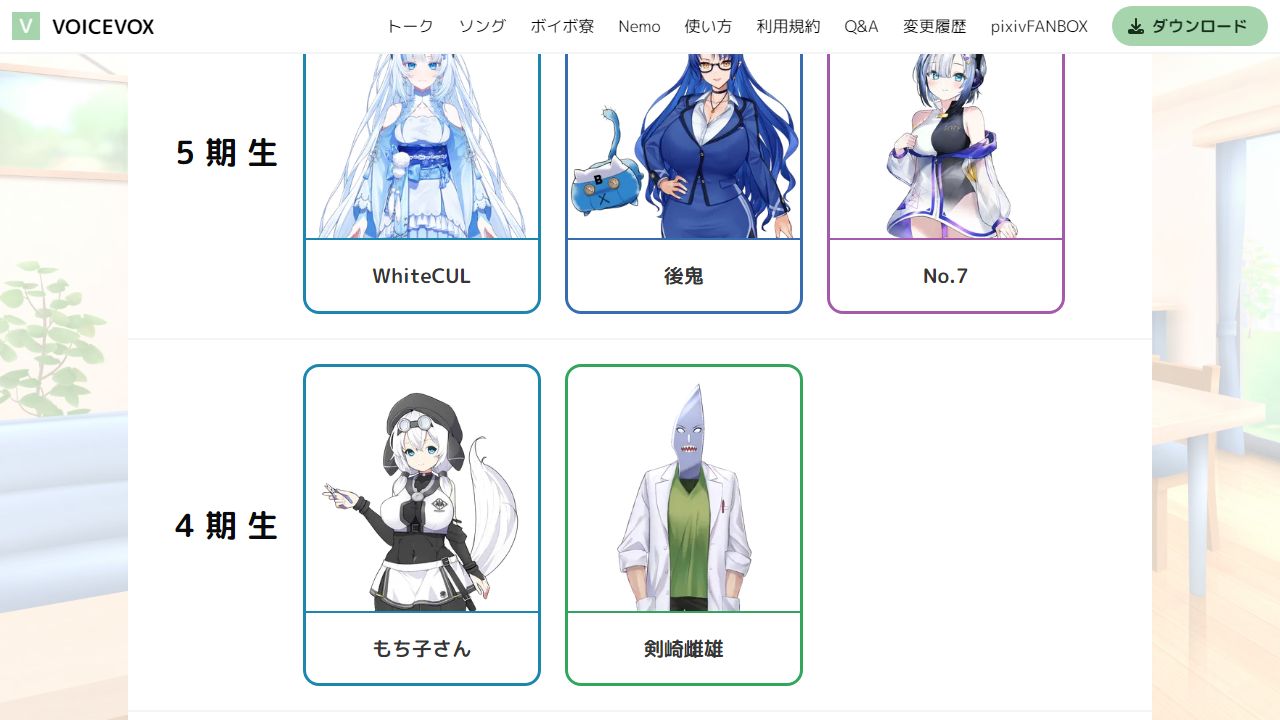 V VOICEVOX トーク ソング ボイボ寮 Nemo 使い方 利用規約 Q&A 変更履歴 pixivFANBOX ダウンロード
5期生
WhiteCUL 後鬼 No.7
4期生
もち子さん 剣崎雌雄